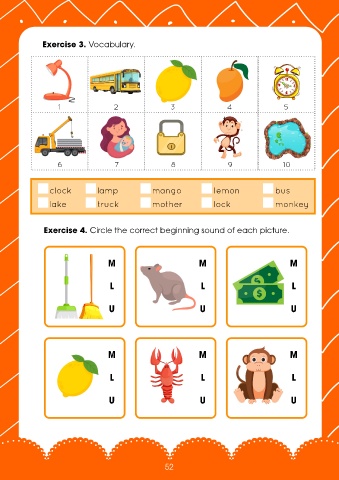 Exercise 3. Vocabulary.
1 2 3 4 5
6 7 8 9 10
clock lamp mango lemon bus
lake truck mother lock monkey
Exercise 4. Circle the correct beginning sound of each picture.
M M M
L L L
U U U
M M M
L L L
U U U
52